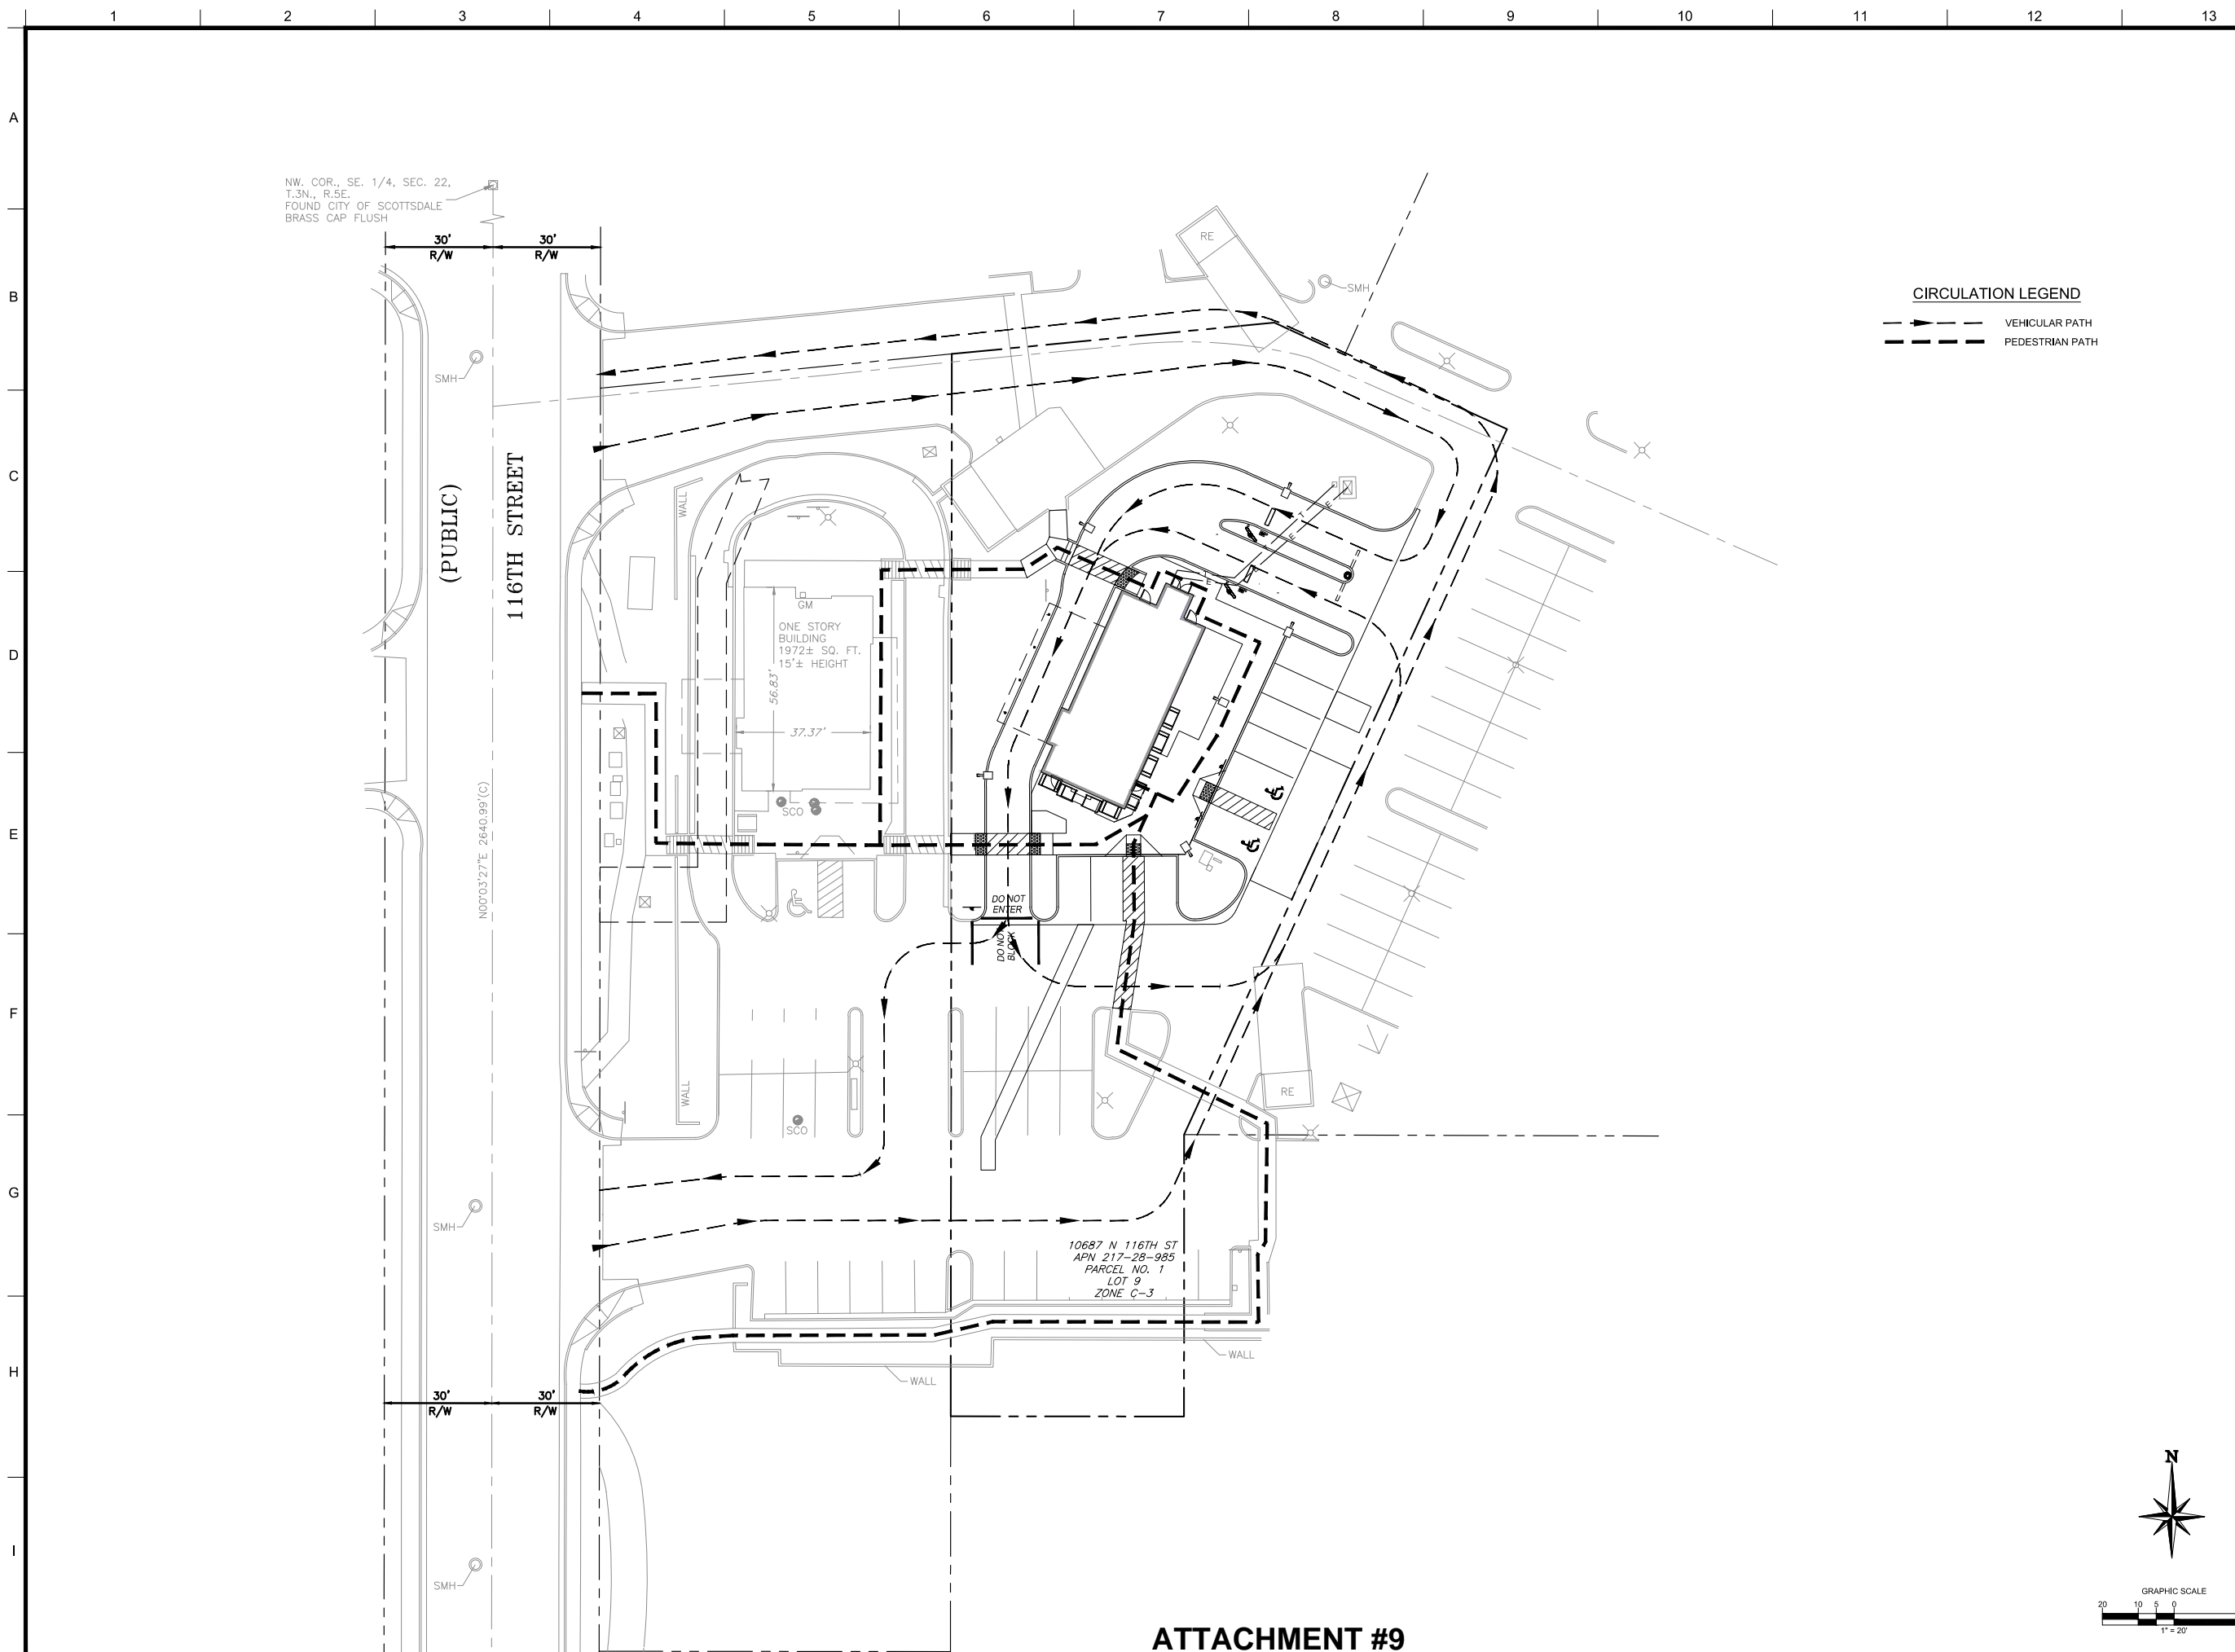 1 2 3 4 5 6 7 8 9 10 11 12 13
A
NW. COR., SE. 1/4, SEC. 22,
T.3N., R.5E.
FOUND CITY OF SCOTTSDALE
BRASS CAP FLUSH
30'
R/W
30'
R/W
RE
SMH
B
CIRCULATION LEGEND
VEHICULAR PATH
PEDESTRIAN PATH
SMH
C
(PUBLIC)
116TH STREET
WALL
T
E
E
E
GM
ONE STORY
BUILDING
1972± SQ. FT.
15'± HEIGHT
D
56.83'
37.37'
SCO
E
N00°03'27"E 2640.99'(C)
DO NOT
ENTER
DO NOT
BLOCK
F
WALL
RE
SCO
G
SMH
10687 N 116TH ST
APN 217-28-985
PARCEL NO. 1
LOT 9
ZONE C-3
WALL
WALL
H
30'
R/W
30'
R/W
N
I
SMH
GRAPHIC SCALE
20 10 5 0
1" = 20'
ATTACHMENT #9